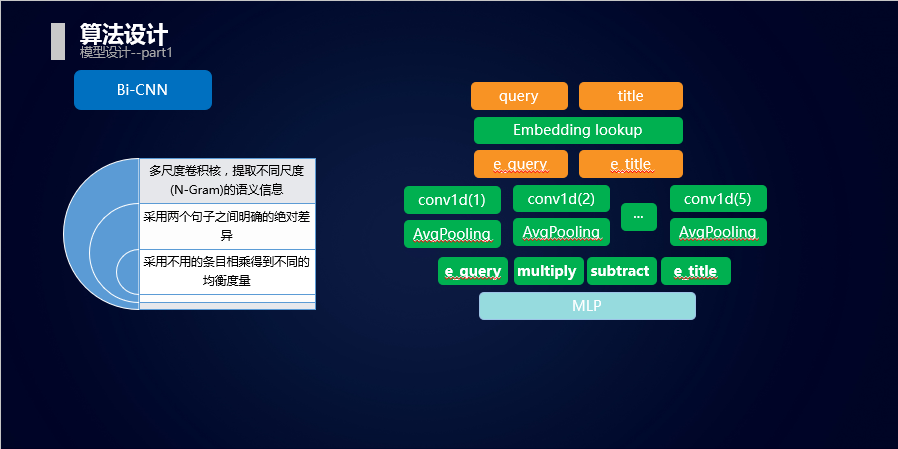 算法设计
模型设计--part1
Bi-CNN
多尺度卷积核，提取不同尺度
(N-Gram)的语义信息
采用两个句子之间明确的绝对差
异
采用不用的条目相乘得到不同的
均衡度量
query title
Embedding lookup
e_query e_title
conv1d(1) conv1d(2) ... conv1d(5)
AvgPooling AvgPooling AvgPooling
e_query multiply subtract e_title
MLP